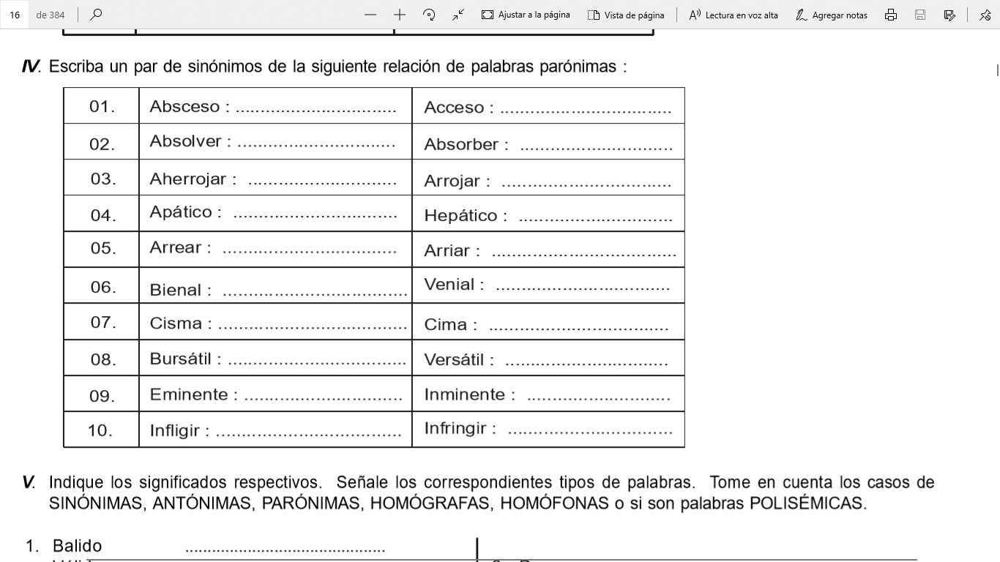 16 de 384 Ajustar a la página Vista de página Lectura en voz alta Agregar notas
IV. Escriba un par de sinónimos de la siguiente relación de palabras parónimas :
01. Absceso : ................................ Acceso : ..................................
02. Absolver : ............................... Absorber : ..............................
03. Aherrojar : ............................. Arrojar : .................................
04. Apático : ................................ Hepático : ..............................
05. Arrear : .................................. Arriar : ....................................
06. Bienal : .................................... Venial : ..................................
07. Cisma : ..................................... Cima : ...................................
08. Bursátil : ................................... Versátil : ................................
09. Eminente : ............................... Inminente : ............................
10. Infligir : .................................... Infringir : ................................
V. Indique los significados respectivos. Señale los correspondientes tipos de palabras. Tome en cuenta los casos de
SINÓNIMAS, ANTÓNIMAS, PARÓNIMAS, HOMÓGRAFAS, HOMÓFONAS o si son palabras POLISÉMICAS.
1. Balido .............................................